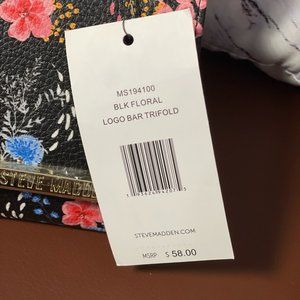 MS194100
BLK FLORAL
LOGO BAR TRIFOLD
STEVEMADDEN.COM
MSRP $ 58.00
STEVE MADDEN